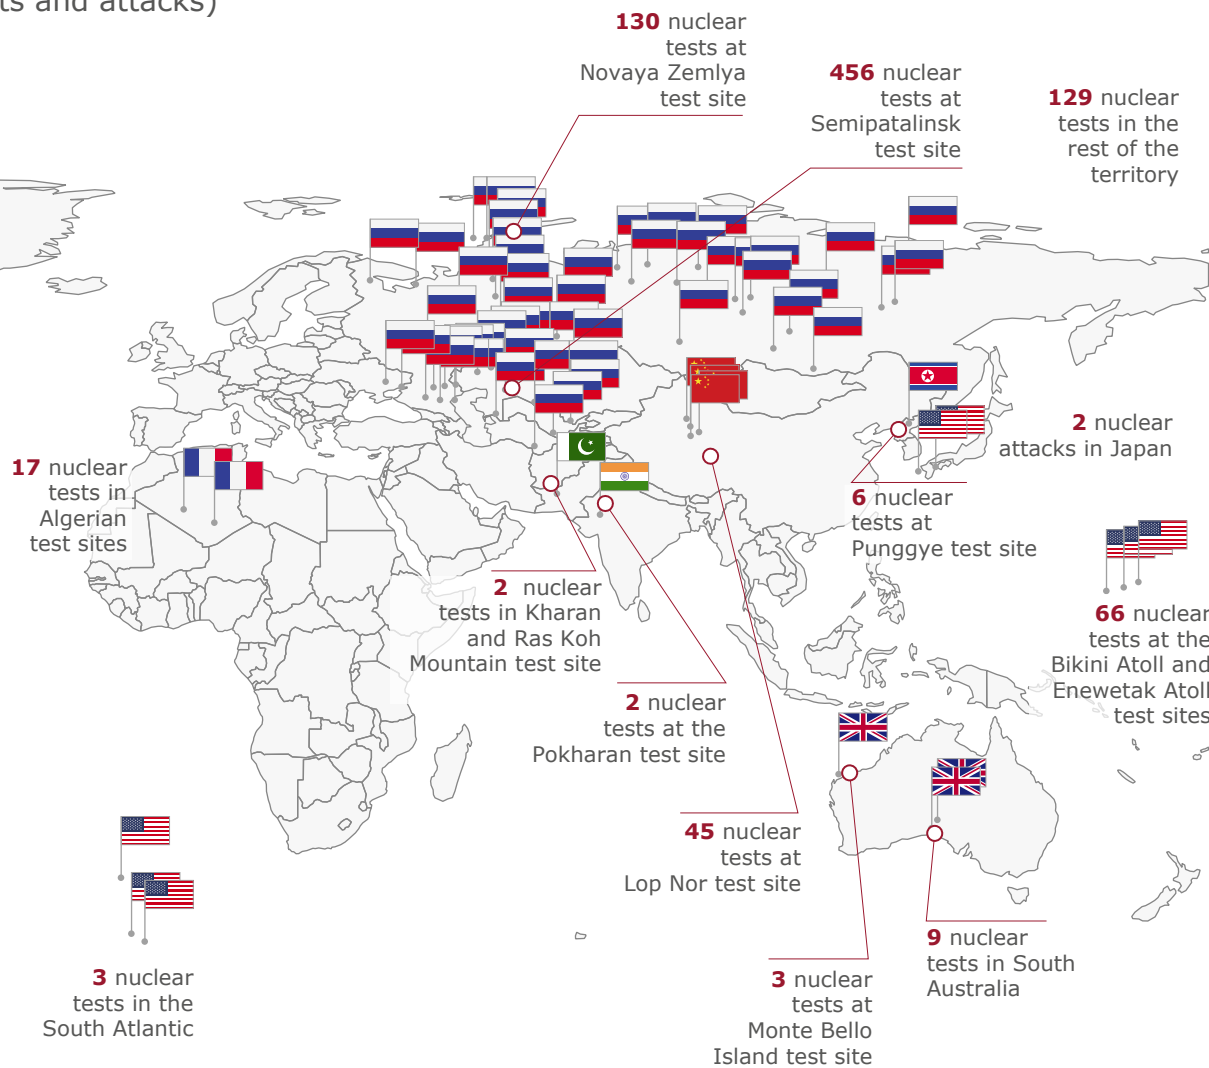 ts and attacks)
130 nuclear
tests at
Novaya Zemlya
test site
456 nuclear
tests at
Semipatalinsk
test site
129 nuclear
tests in the
rest of the
territory
17 nuclear
tests in
Algerian
test sites
2 nuclear
attacks in Japan
6 nuclear
tests at
Punggye test site
2 nuclear
tests in Kharan
and Ras Koh
Mountain test site
66 nuclear
tests at the
Bikini Atoll and
Enewetak Atoll
test sites
2 nuclear
tests at the
Pokharan test site
45 nuclear
tests at
Lop Nor test site
9 nuclear
tests in South
Australia
3 nuclear
tests in the
South Atlantic
3 nuclear
tests at
Monte Bello
Island test site